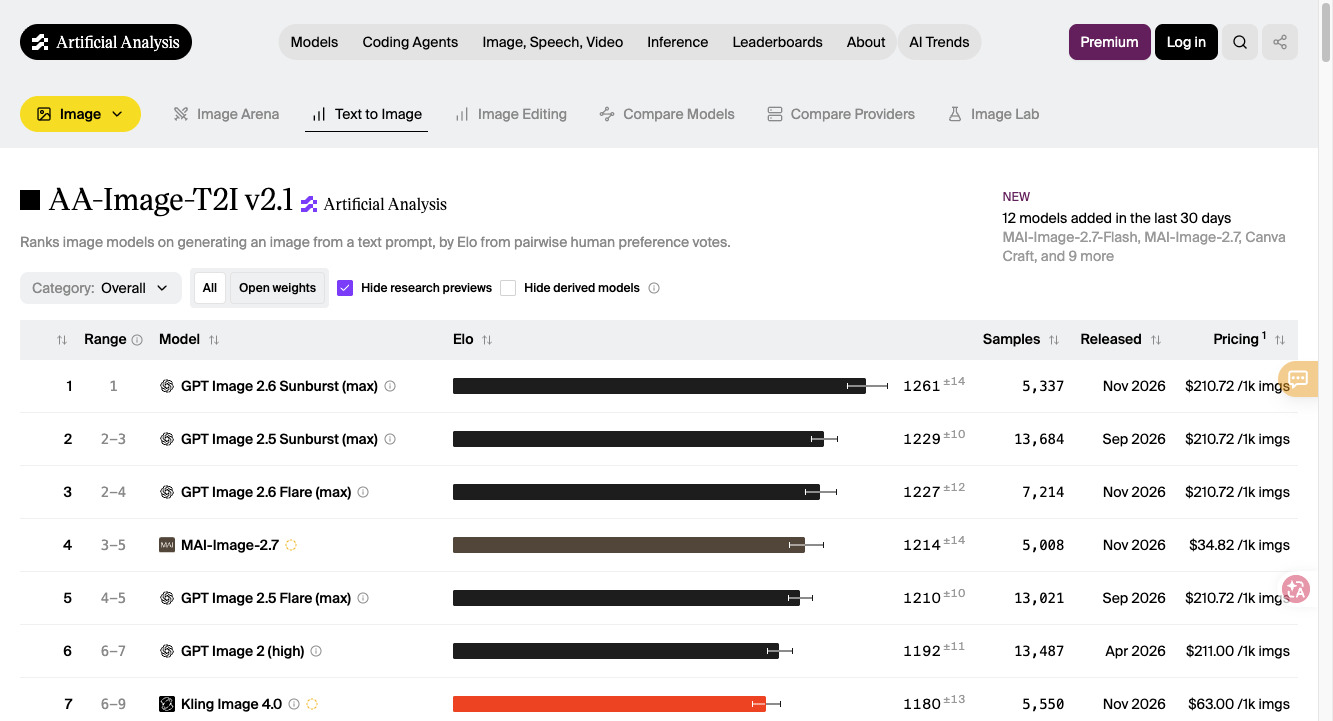 Artificial Analysis
Models Coding Agents Image, Speech, Video Inference Leaderboards About AI Trends
Premium Log in
Image Image Arena Text to Image Image Editing Compare Models Compare Providers Image Lab
AA-Image-T2I v2.1 Artificial Analysis
Ranks image models on generating an image from a text prompt, by Elo from pairwise human preference votes.
NEW
12 models added in the last 30 days
MAI-Image-2.7-Flash, MAI-Image-2.7, Canva
Craft, and 9 more
Category: Overall All Open weights Hide research previews Hide derived models
Range Model Elo Samples Released Pricing 1
1 1 GPT Image 2.6 Sunburst (max) 1261 ±14 5,337 Nov 2026 $210.72 /1k imgs
2 2–3 GPT Image 2.5 Sunburst (max) 1229 ±10 13,684 Sep 2026 $210.72 /1k imgs
3 2–4 GPT Image 2.6 Flare (max) 1227 ±12 7,214 Nov 2026 $210.72 /1k imgs
4 3–5 MAI MAI-Image-2.7 1214 ±14 5,008 Nov 2026 $34.82 /1k imgs
5 4–5 GPT Image 2.5 Flare (max) 1210 ±10 13,021 Sep 2026 $210.72 /1k imgs
6 6–7 GPT Image 2 (high) 1192 ±11 13,487 Apr 2026 $211.00 /1k imgs
7 6–9 Kling Image 4.0 1180 ±13 5,550 Nov 2026 $63.00 /1k imgs